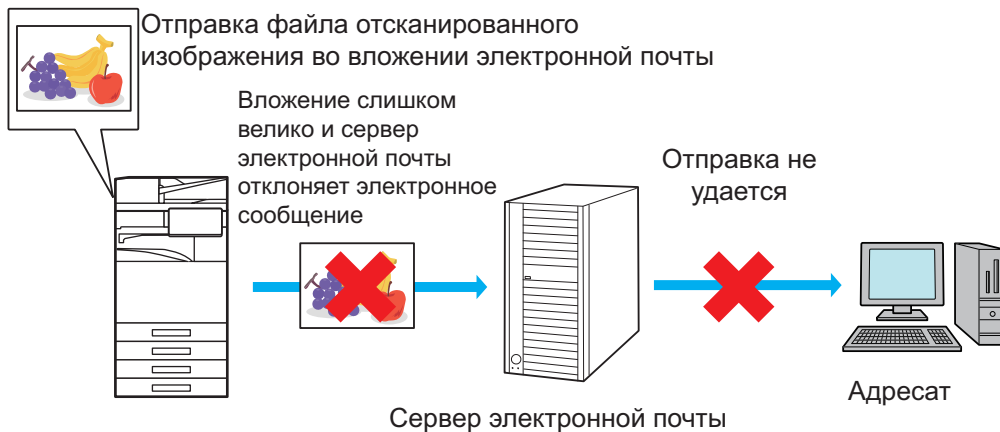 Отправка файла отсканированного
изображения во вложении электронной почты
Вложение слишком
велико и сервер
электронной почты
отклоняет электронное
сообщение
Отправка не
удается
Адресат
Сервер электронной почты